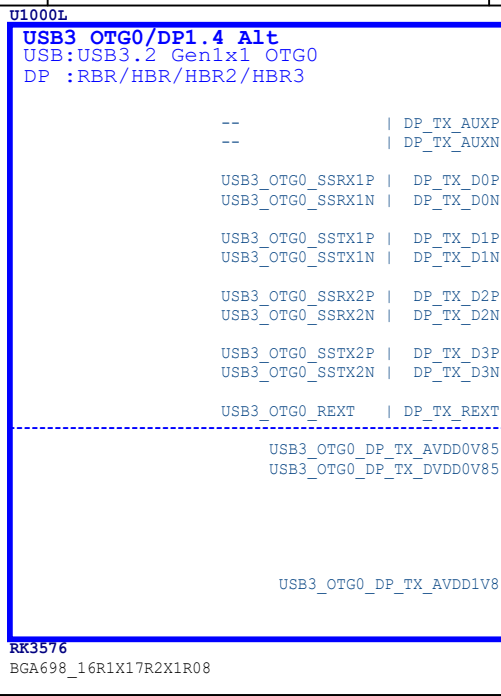 U1000L
USB3 OTG0/DP1.4 Alt
USB:USB3.2 Gen1x1 OTG0
DP :RBR/HBR/HBR2/HBR3
-- | DP_TX_AUXP
-- | DP_TX_AUXN
USB3_OTG0_SSRX1P | DP_TX_D0P
USB3_OTG0_SSRX1N | DP_TX_D0N
USB3_OTG0_SSTX1P | DP_TX_D1P
USB3_OTG0_SSTX1N | DP_TX_D1N
USB3_OTG0_SSRX2P | DP_TX_D2P
USB3_OTG0_SSRX2N | DP_TX_D2N
USB3_OTG0_SSTX2P | DP_TX_D3P
USB3_OTG0_SSTX2N | DP_TX_D3N
USB3_OTG0_REXT | DP_TX_REXT
USB3_OTG0_DP_TX_AVDD0V85
USB3_OTG0_DP_TX_DVDD0V85
USB3_OTG0_DP_TX_AVDD1V8
RK3576
BGA698_16R1X17R2X1R08